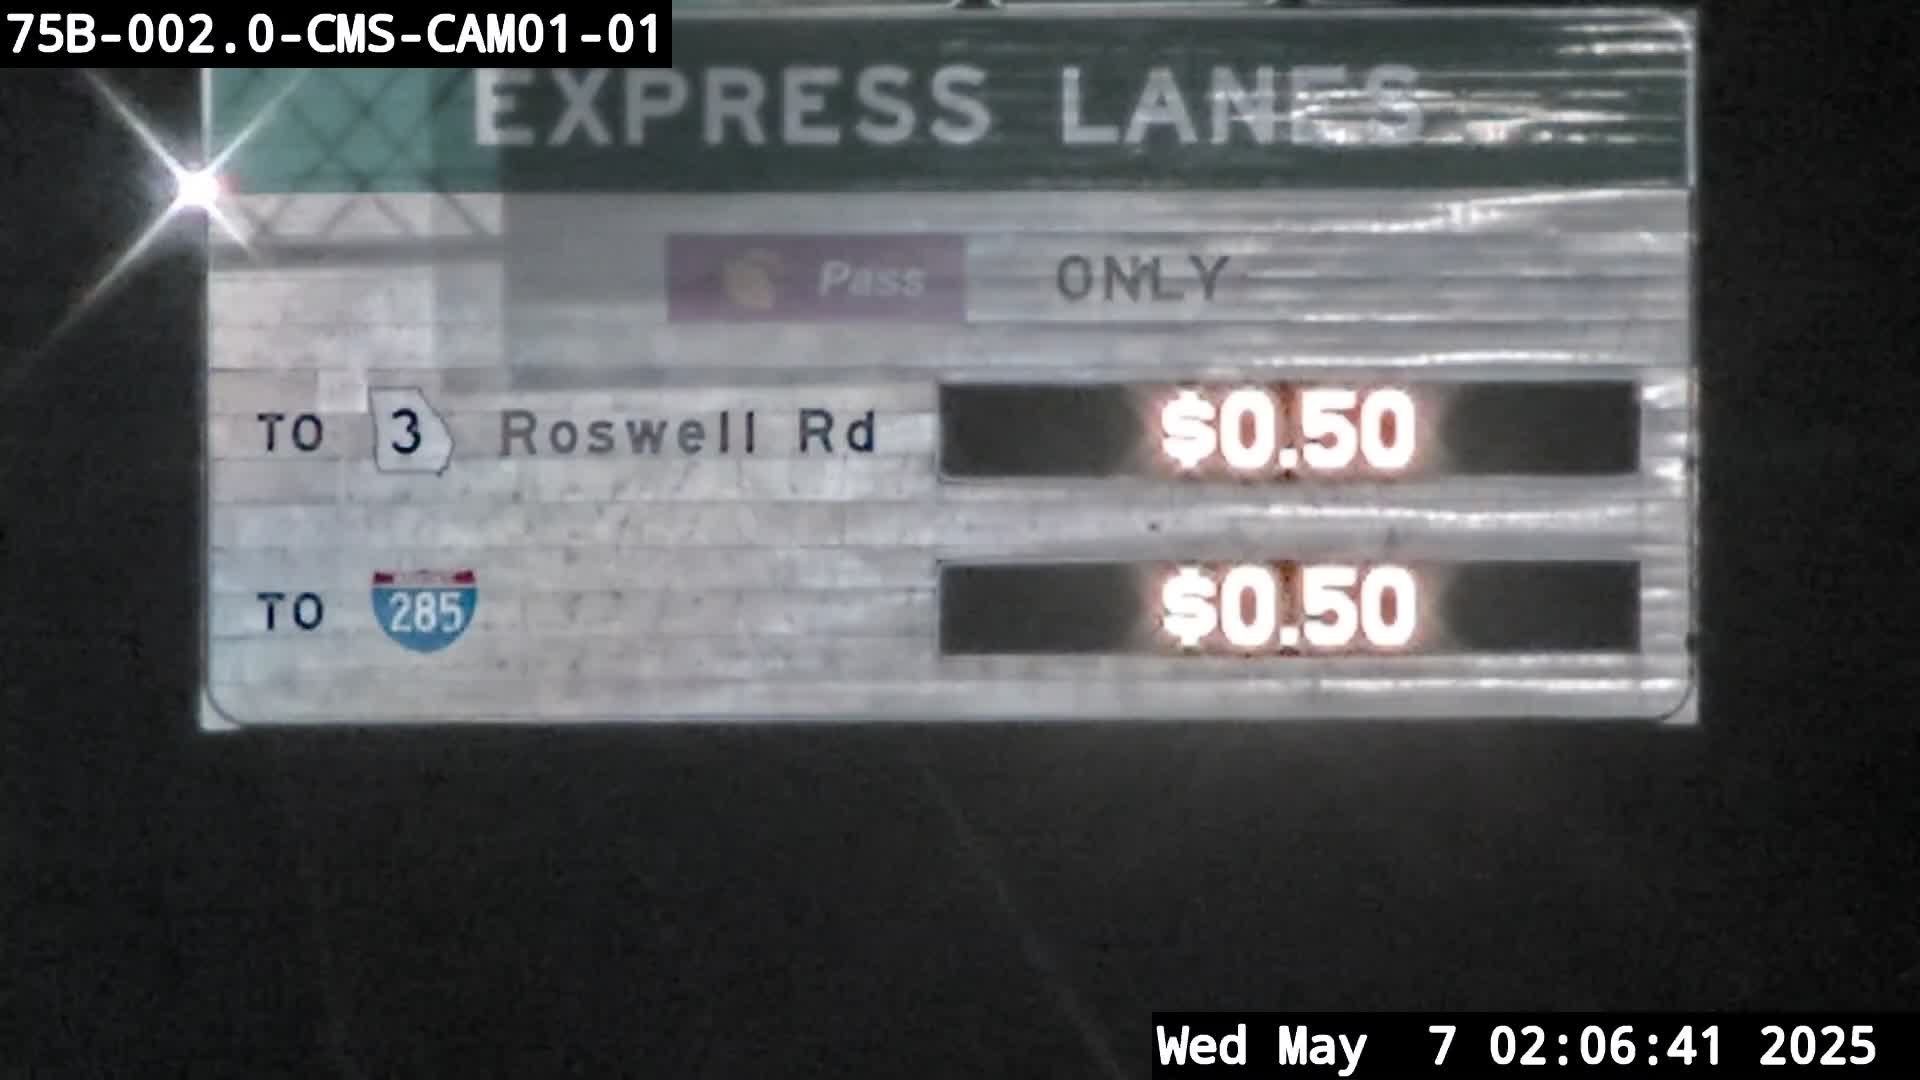 75B-002.0-CMS-CAM01-01
EXPRESS LANES
Pass ONLY
TO 3 Roswell Rd $0.50
TO 285 $0.50
Wed May 7 02:06:41 2025